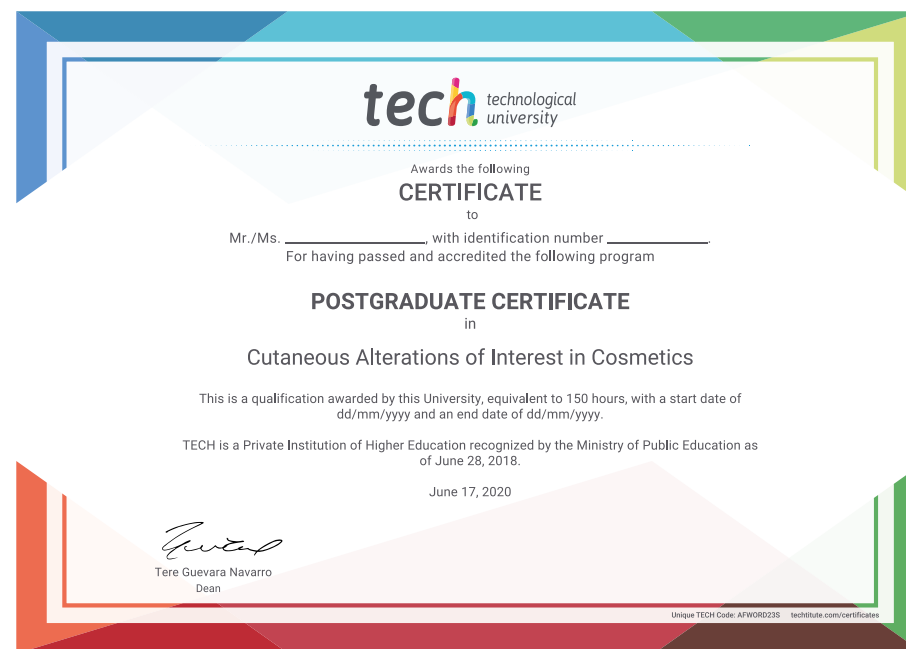 tech technological
university
Awards the following
CERTIFICATE
to
Mr./Ms. ____________________, with identification number ______________.
For having passed and accredited the following program
POSTGRADUATE CERTIFICATE
in
Cutaneous Alterations of Interest in Cosmetics
This is a qualification awarded by this University, equivalent to 150 hours, with a start date of
dd/mm/yyyy and an end date of dd/mm/yyyy.
TECH is a Private Institution of Higher Education recognized by the Ministry of Public Education as
of June 28, 2018.
June 17, 2020
Tere Guevara Navarro
Dean
Unique TECH Code: AFWORD23S techtitute.com/certificates